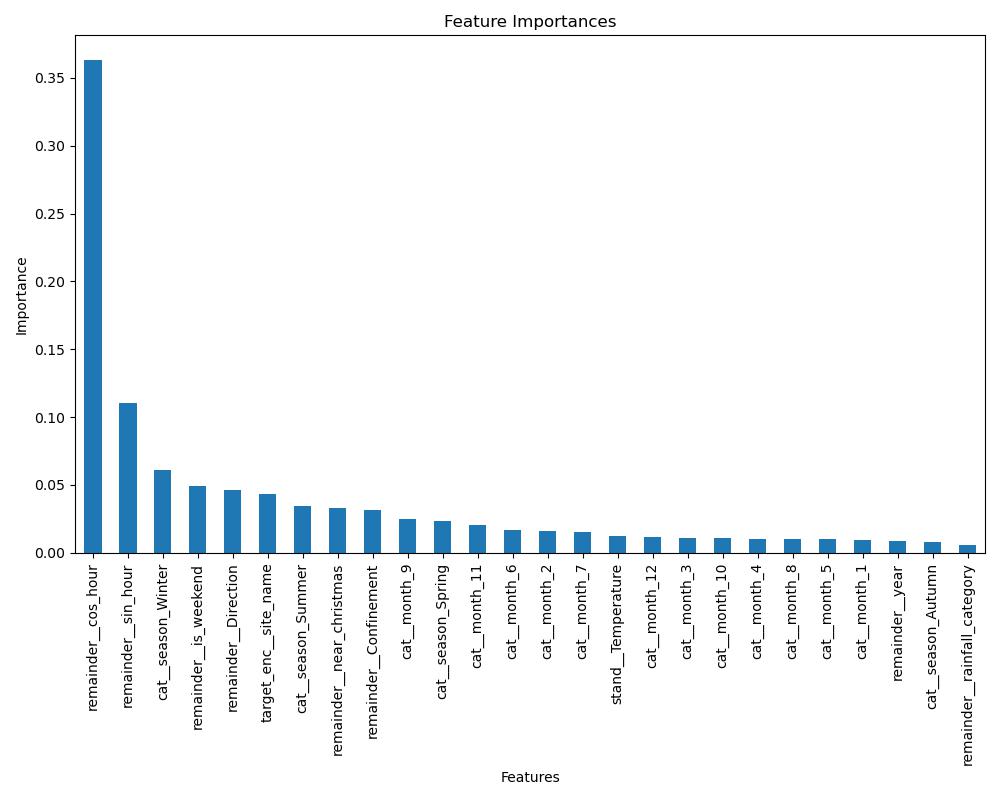 Feature Importances
0.35
0.30
0.25
0.20
0.15
0.10
0.05
0.00
Importance
remainder__cos_hour
remainder__sin_hour
cat__season_Winter
remainder__is_weekend
remainder__Direction
target_enc__site_name
cat__season_Summer
remainder__near_christmas
remainder__Confinement
cat__month_9
cat__season_Spring
cat__month_11
cat__month_6
cat__month_2
cat__month_7
stand__Temperature
cat__month_12
cat__month_3
cat__month_10
cat__month_4
cat__month_8
cat__month_5
cat__month_1
remainder__year
cat__season_Autumn
remainder__rainfall_category
Features